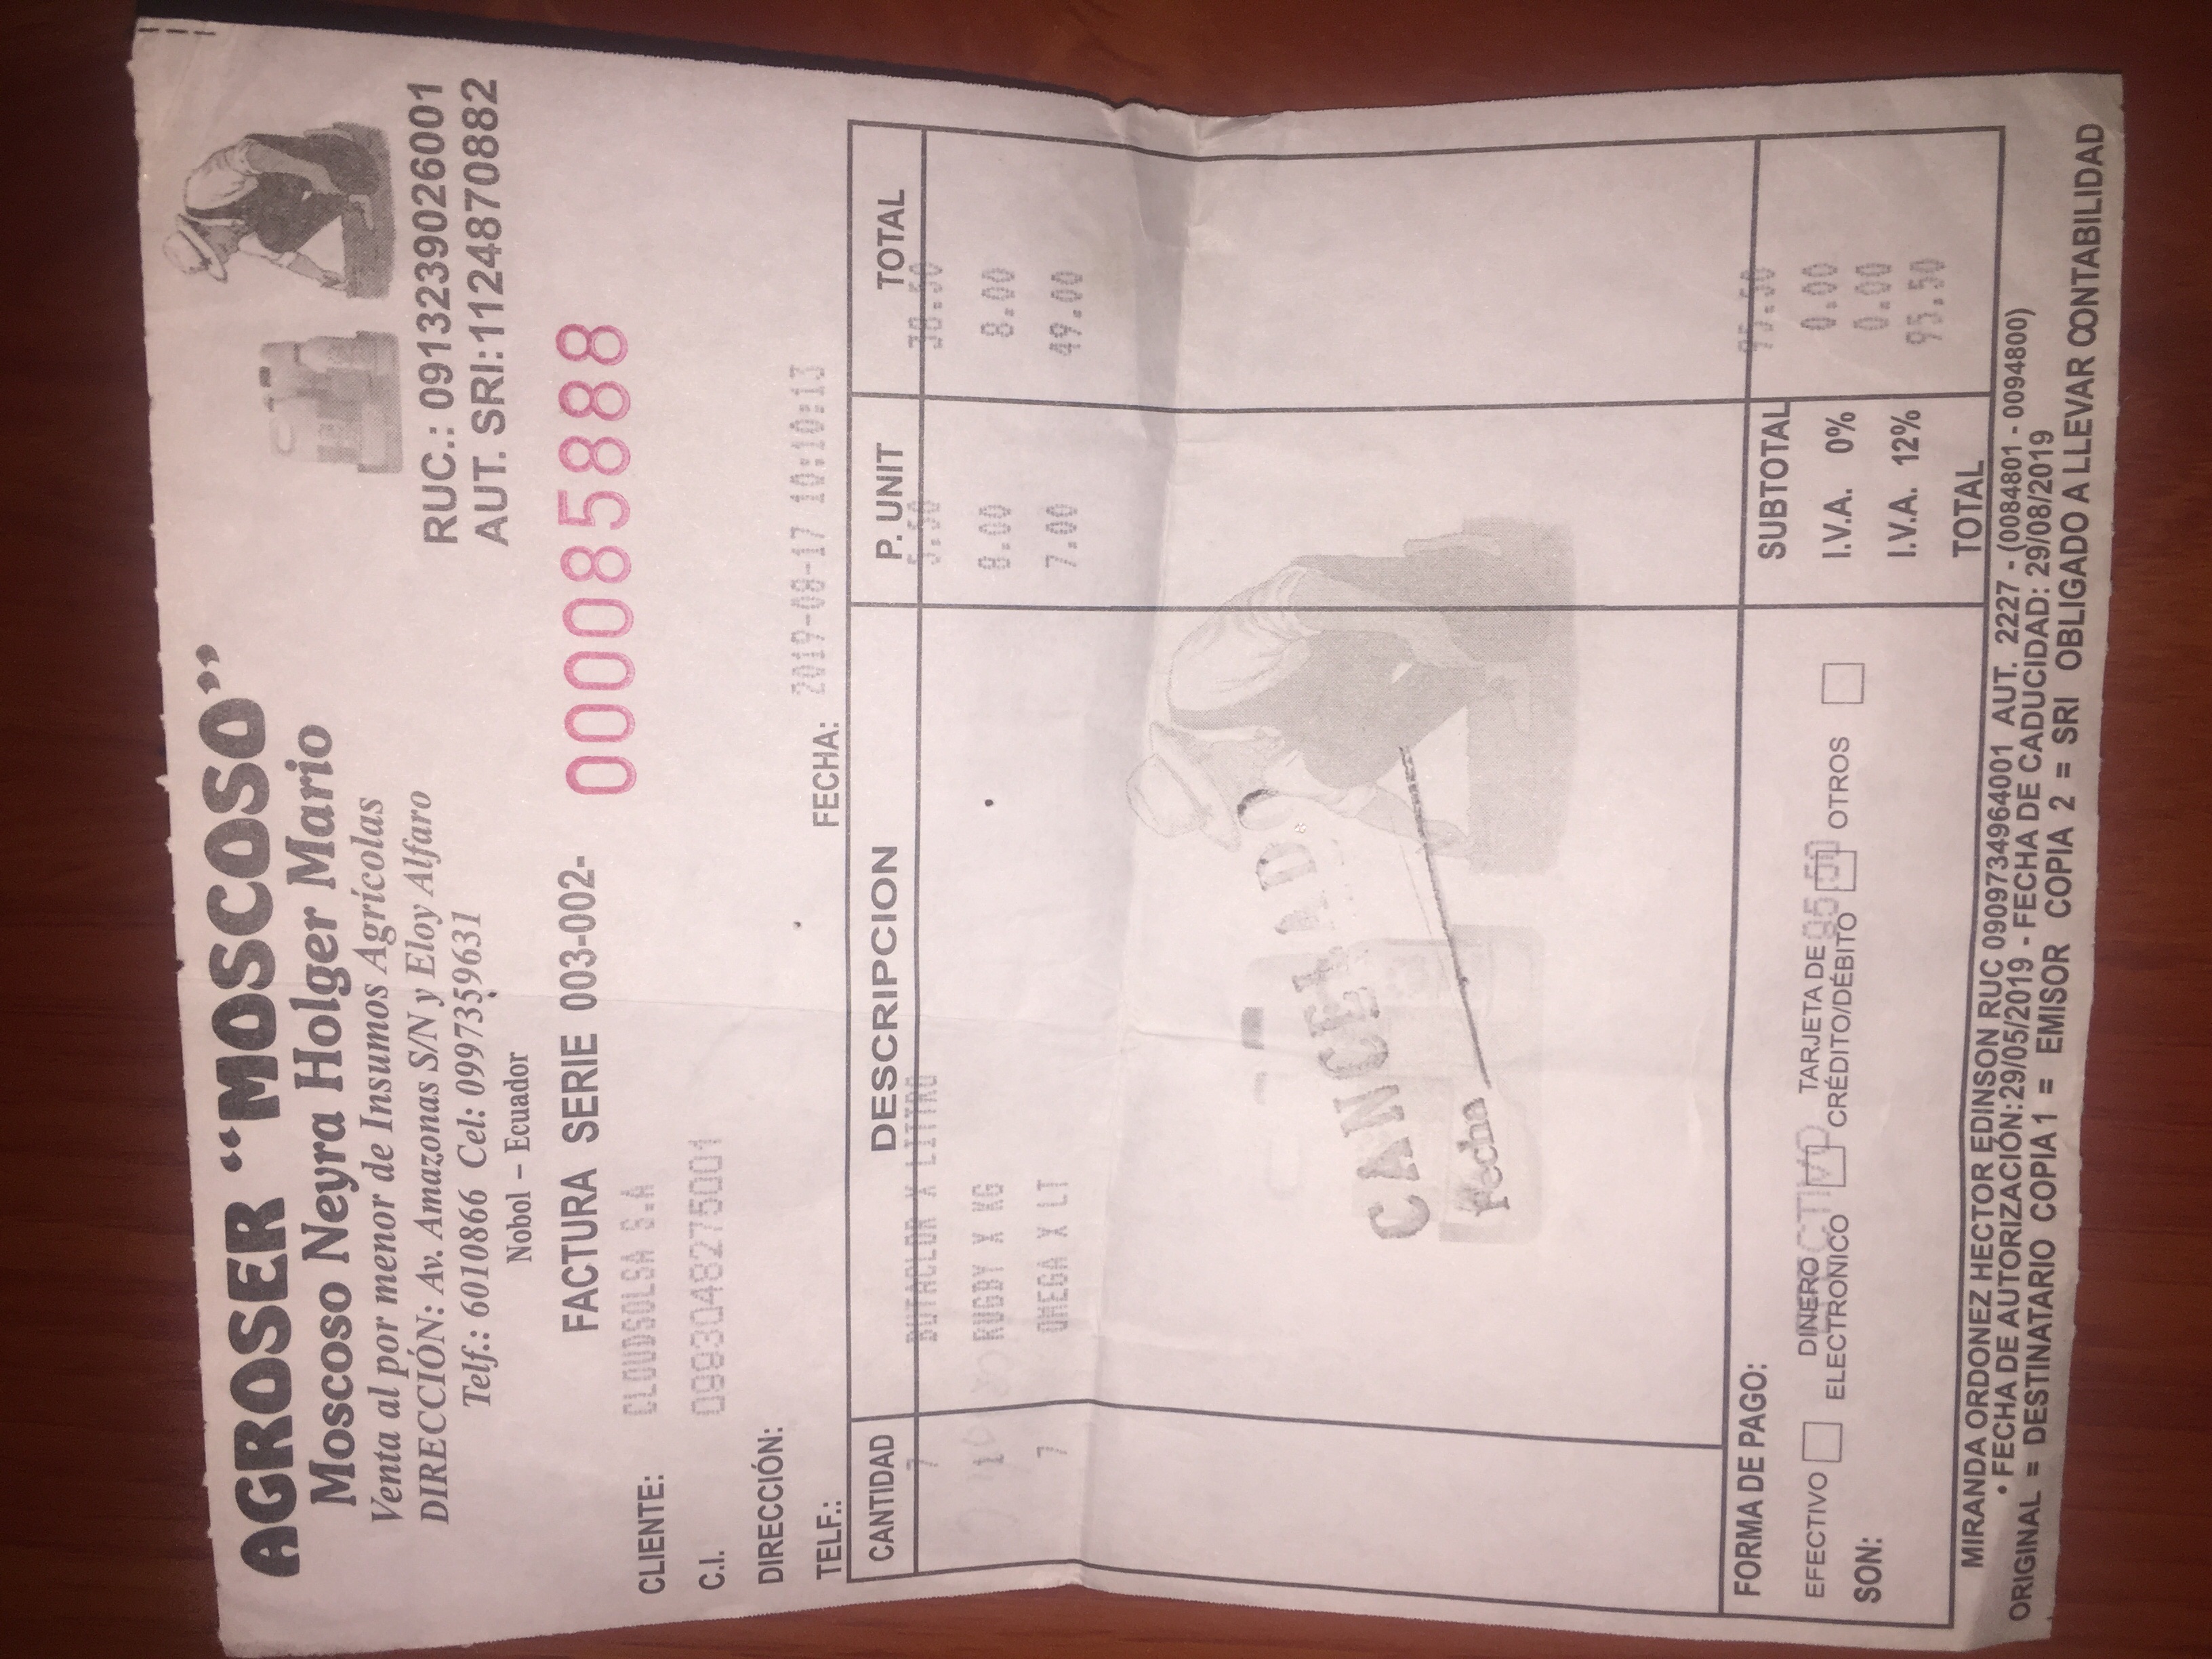 AGROSER “MOSCOSO”
Moscoso Neyra Holger Mario
Venta al por menor de Insumos Agrícolas
DIRECCIÓN: Av. Amazonas S/N y Eloy Alfaro
Telf.: 6010866 Cel: 0997359631
Nobol – Ecuador
RUC.: 0913239026001
AUT. SRI:1124870882
FACTURA SERIE 003-002- 000085888
CLIENTE: CLOUDSOLSA S.A
C.I. 0993048275001
DIRECCIÓN:
TELF.: FECHA: 2019-08-17 10:10:13
CANTIDAD DESCRIPCION P. UNIT TOTAL
7 BUTACLOR X LITTRO 5.50 38.50
1 RUGBY X KG 8.00 8.00
7 OMEGA X LT 7.00 49.00
CANCELADO
Fecha
FORMA DE PAGO:
EFECTIVO DINERO ELECTRONICO TARJETA DE CRÉDITO/DÉBITO OTROS
EFECTIVO 95.50
SON:
SUBTOTAL 95.50
I.V.A. 0% 0.00
I.V.A. 12% 0.00
TOTAL 95.50
MIRANDA ORDONEZ HECTOR EDINSON RUC 0909734964001 AUT. 2227 - (0084801 - 0094800)
• FECHA DE AUTORIZACIÓN:29/05/2019 - FECHA DE CADUCIDAD: 29/08/2019
ORIGINAL = DESTINATARIO COPIA 1 = EMISOR COPIA 2 = SRI OBLIGADO A LLEVAR CONTABILIDAD